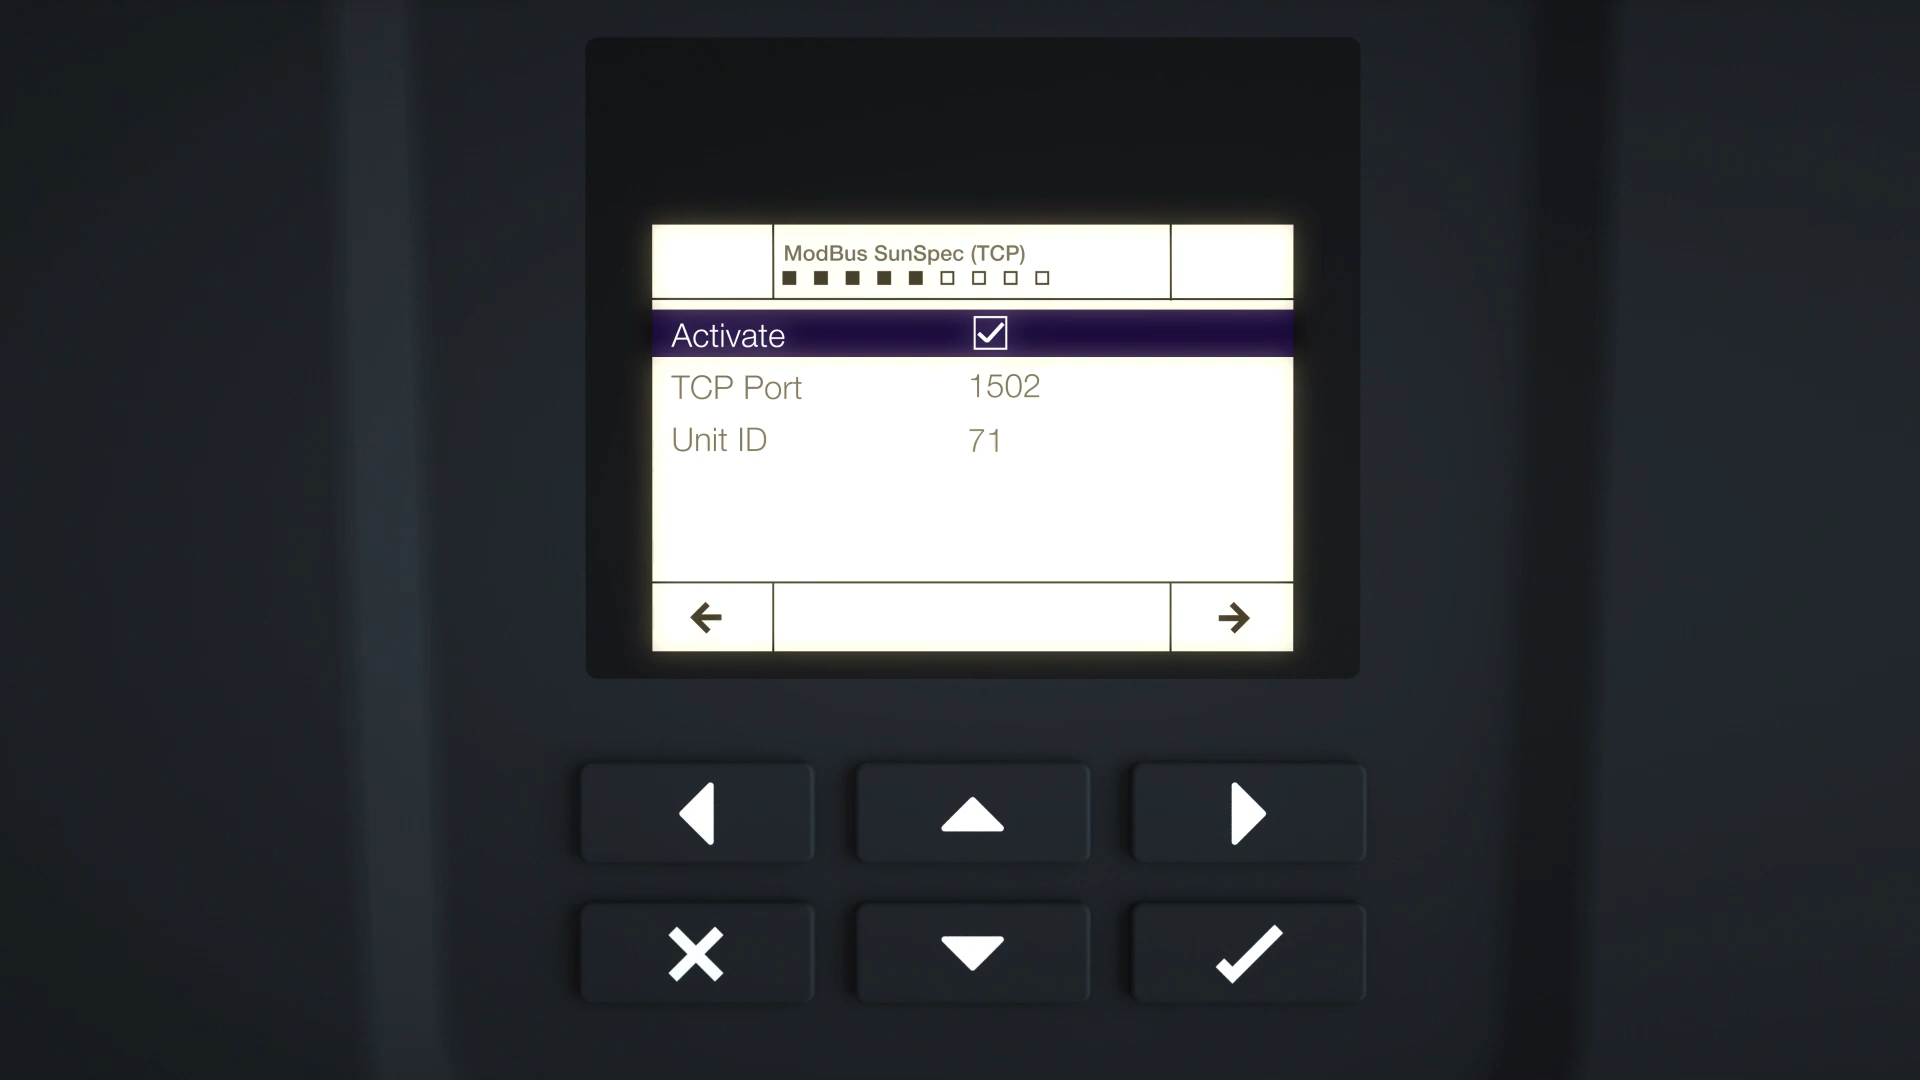 ModBus SunSpec (TCP)
Activate
TCP Port 1502
Unit ID 71